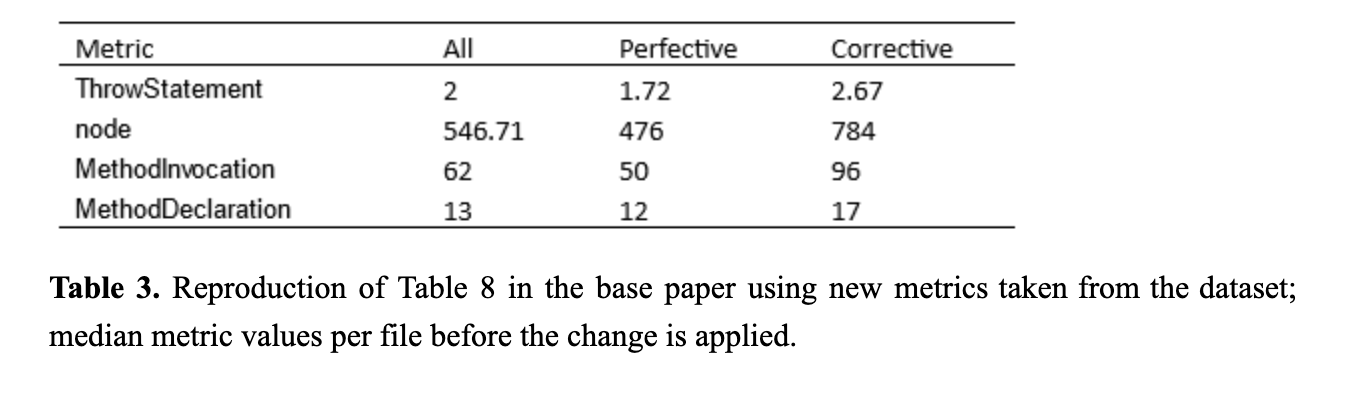 Metric All Perfective Corrective
ThrowStatement 2 1.72 2.67
node 546.71 476 784
MethodInvocation 62 50 96
MethodDeclaration 13 12 17
Table 3. Reproduction of Table 8 in the base paper using new metrics taken from the dataset;
median metric values per file before the change is applied.